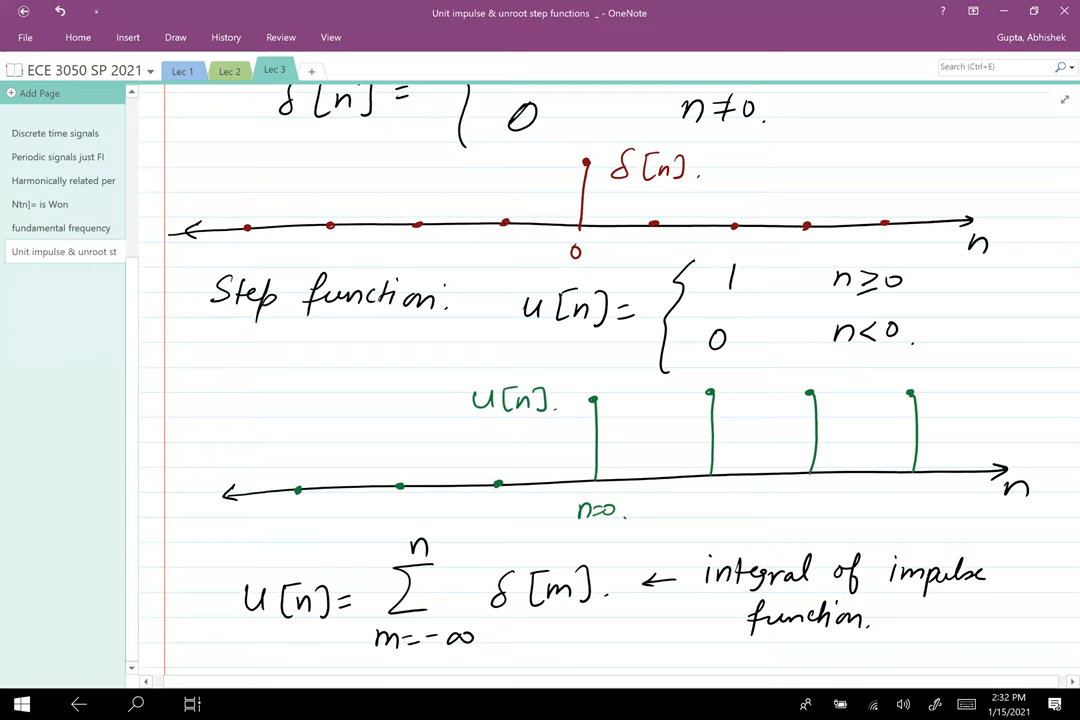 Unit impulse & unroot step functions _ - OneNote
?
File Home Insert Draw History Review View
Gupta, Abhishek
ECE 3050 SP 2021
Lec 1 Lec 2 Lec 3 +
Search (Ctrl+E)
Add Page
Discrete time signals
Periodic signals just FI
Harmonically related per
Ntn]= is Won
fundamental frequency
Unit impulse & unroot st
δ[n] = { 0 n≠0.
δ[n].
0
n
Step function: u[n] = { 1 n≥0
0 n<0.
u[n].
n=0.
n
u[n] = ∑ δ[m]. ← integral of impulse
n
m=-∞
function.
2:32 PM
1/15/2021